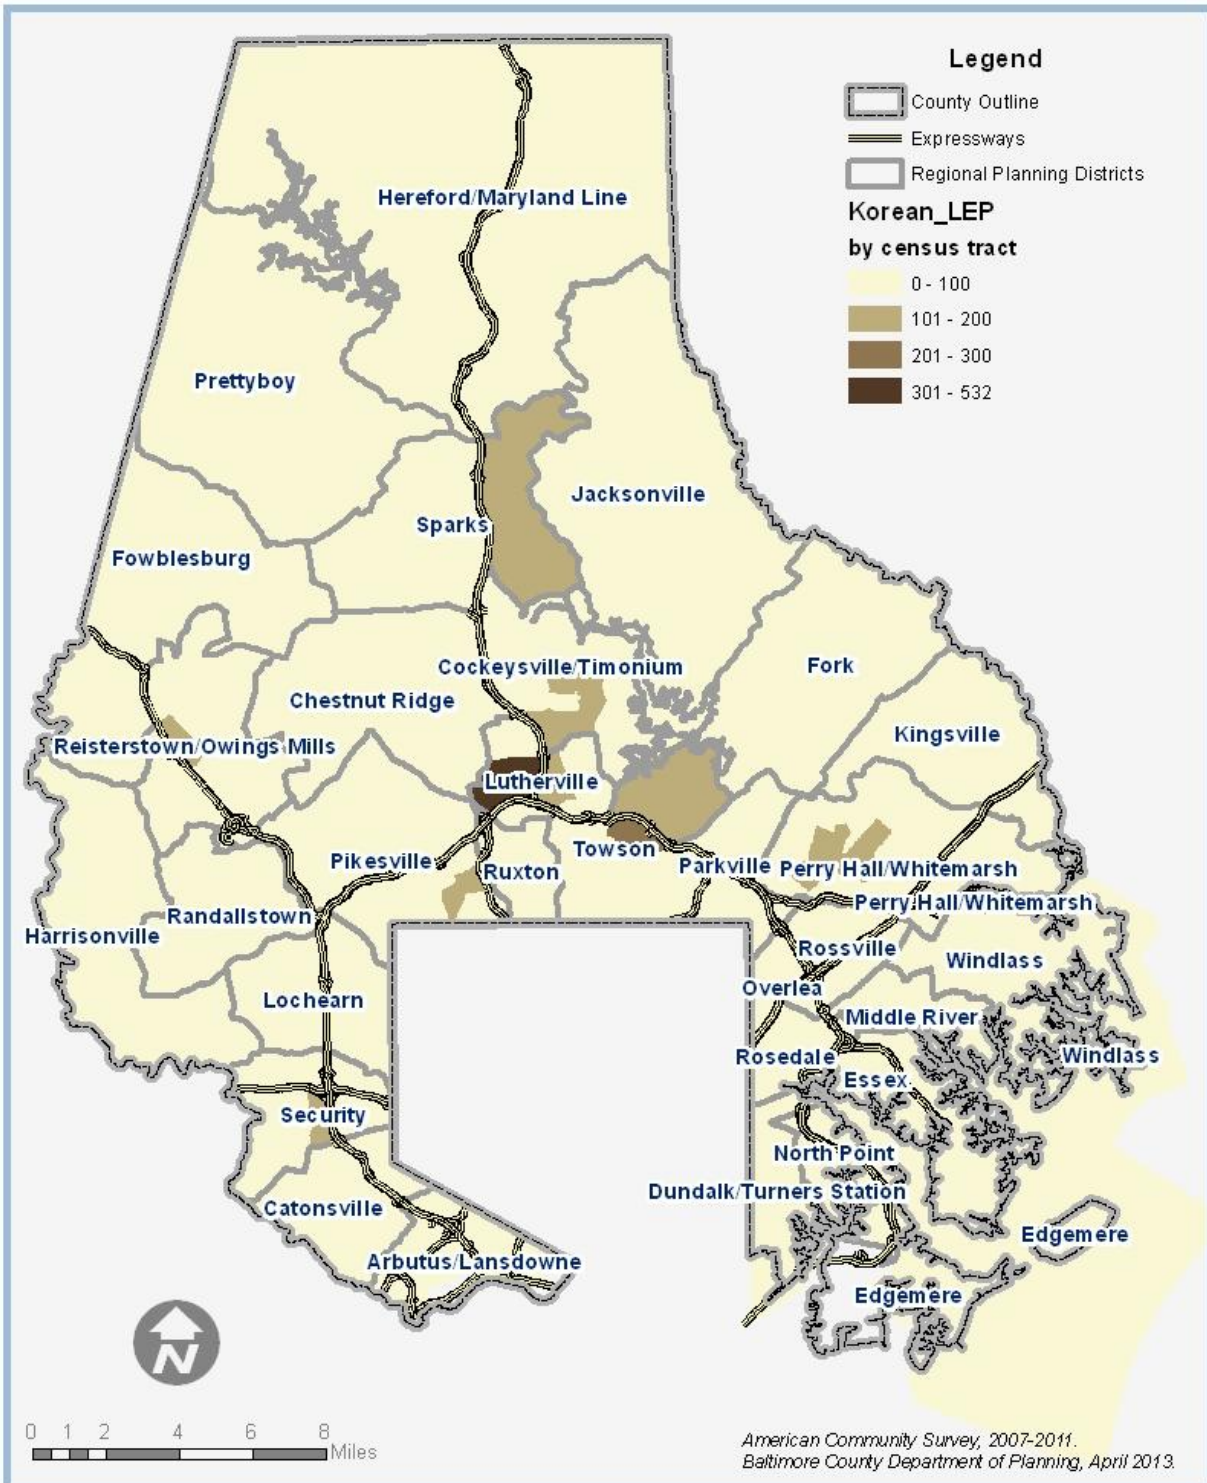 Legend
County Outline
Expressways
Regional Planning Districts
Korean_LEP
by census tract
0 - 100
101 - 200
201 - 300
301 - 532
Hereford/Maryland Line
Prettyboy
Jacksonville
Sparks
Fowblesburg
Cockeysville/Timonium
Fork
Chestnut Ridge
Kingsville
Reisterstown/Owings Mills
Lutherville
Towson
Pikesville
Ruxton
Parkville
Perry Hall/Whitemarsh
Perry Hall/Whitemarsh
Randallstown
Harrisonville
Rossville
Windlass
Overlea
Lochearn
Middle River
Rosedale
Windlass
Essex
Security
North Point
Dundalk/Turners Station
Catonsville
Edgemere
Arbutus/Lansdowne
Edgemere
N
0 1 2 4 6 8
Miles
American Community Survey, 2007-2011.
Baltimore County Department of Planning, April 2013.